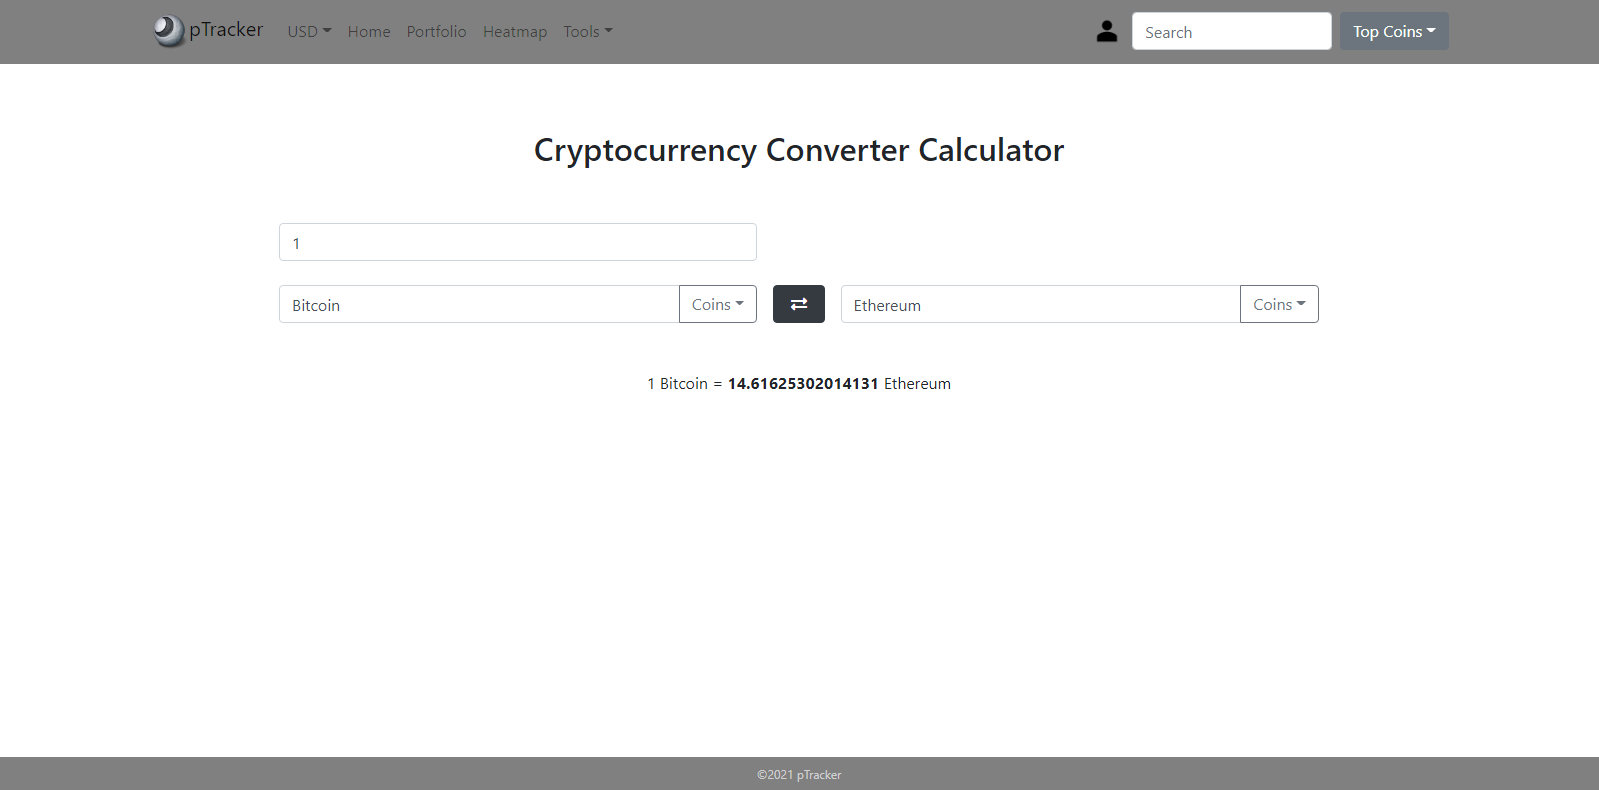 pTracker USD Home Portfolio Heatmap Tools Search Top Coins
Cryptocurrency Converter Calculator
1
Bitcoin Coins Ethereum Coins
1 Bitcoin = 14.61625302014131 Ethereum
©2021 pTracker